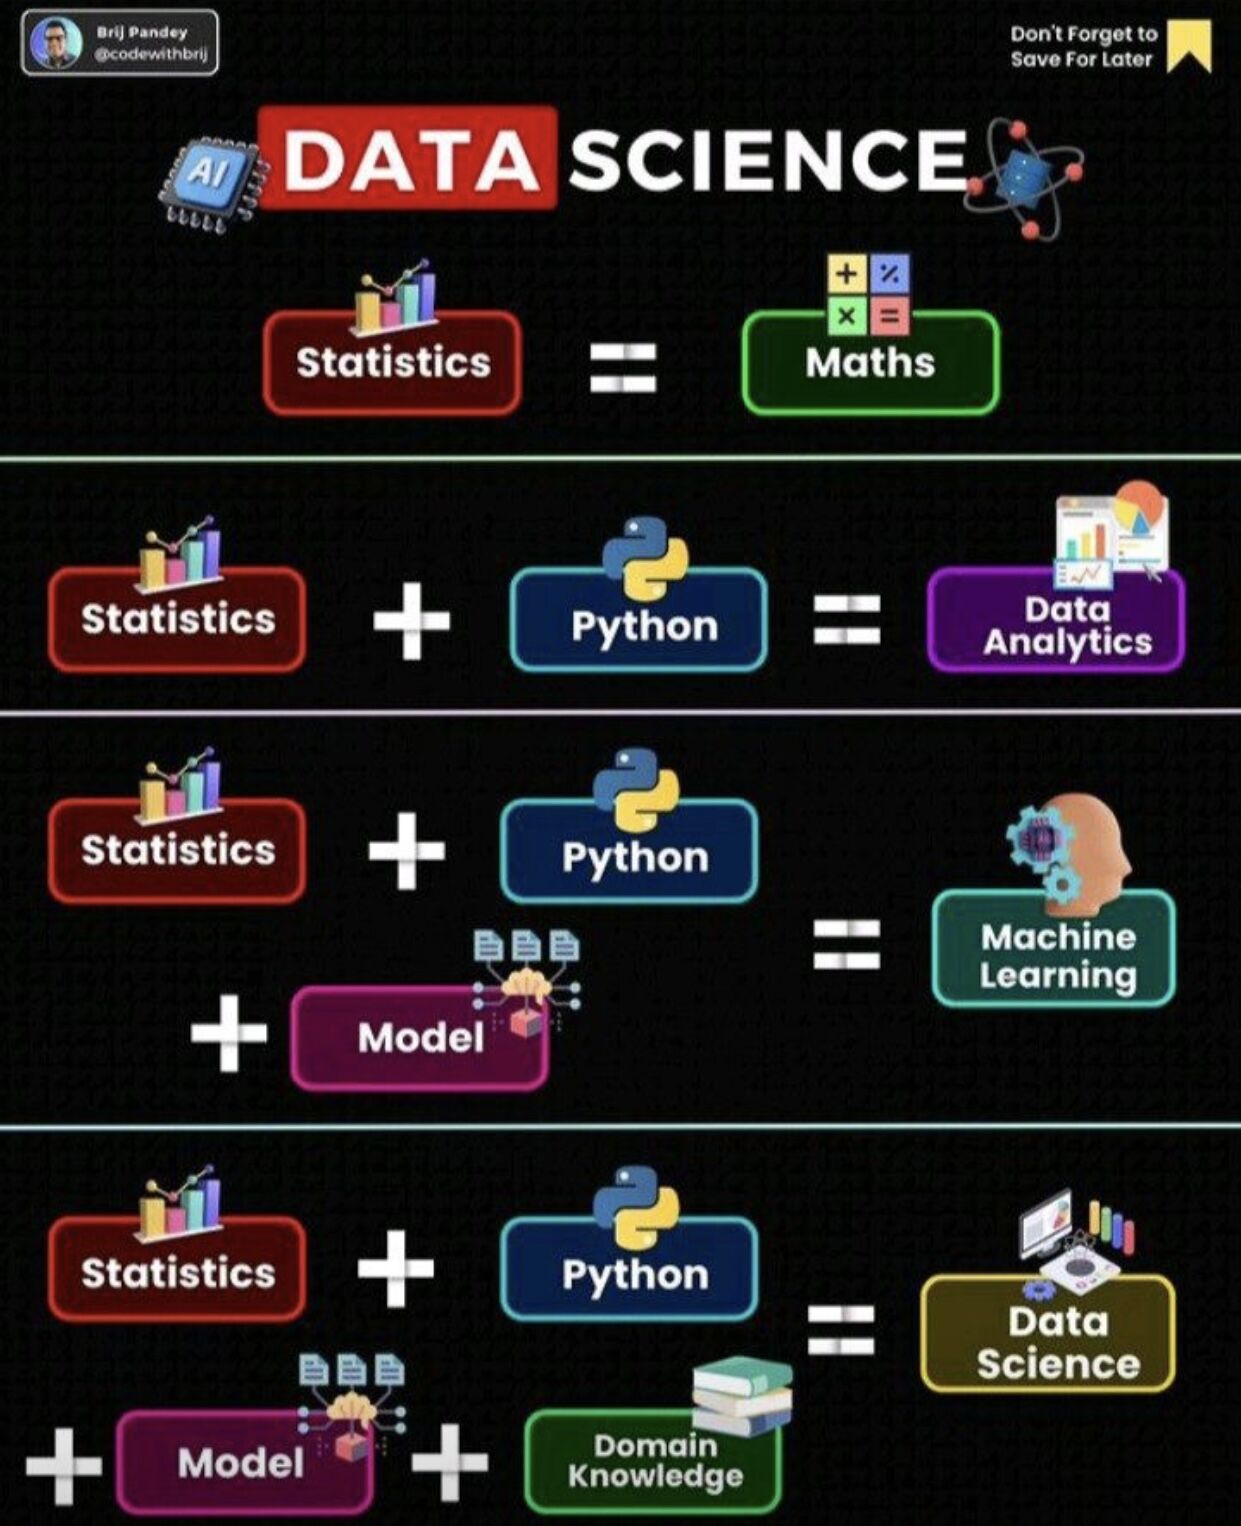 Brij Pandey
@codewithbrij
Don't Forget to
Save For Later
AI
DATA SCIENCE
+ %
× =
Statistics = Maths
Statistics + Python = Data
Analytics
Statistics + Python
= Machine
Learning
+ Model
Statistics + Python
= Data
Science
+ Model + Domain
Knowledge